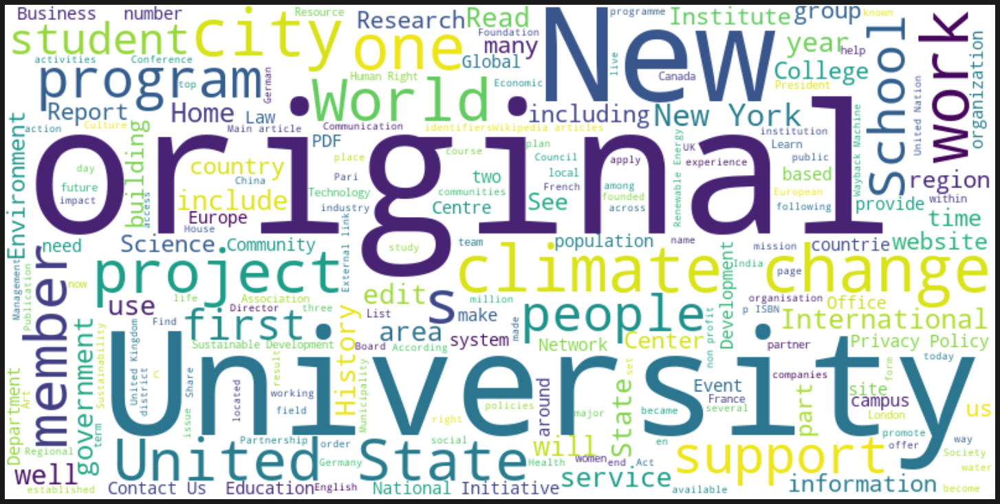 Business
number
Resource
Research
Read
programme
Institute
group
known
student
city
one
Foundation
many
New
year
help
School
work
activities
Conference
Global
live
College
organization
program
top
German
Human Right
World
Economic
Canada
President
Report
Home
Law
including
New York
United Nation
Environment
action
Culture
building
Main article
Communication
identifiersWikipedia articles
institution
Wayback Machine
original
PDF
course
plan
UK
Learn
day
country
place
Council
apply
experience
public
future
China
Pari
two
local
Renewable Energy
based
region
impact
access
include
Technology
communities
French
among
European
within
Europe
industry
Centre
See
founded
across
following
provide
House
time
need
Science
Community
External link
study
team
population
name
mission
countrie
website
Management
Publication
member
project
climate
Development
India
page
change
now
use
life
Association
edit
s
million
people
organisation
Office
Director
three
List
make
p ISBN
International
Find
first
History
area
system
made
Network
Center
non profit
partner
Privacy Policy
government
Sustainability
United Kingdom
Sustainable Development
Board
According
University
today
Department
Art
district
C
issue
Share
located
result
working
field
Municipality
set
Event
companies
form
site
France
campus
right
policies
around
major
State
became
several
part
London
us
term
Regional
Partnership
order
social
will
women
en
promote
offer
way
well
United State
Germany
Health
end
Act
support
Society
water
established
Contact Us
Education
English
National
Initiative
service
available
information
become